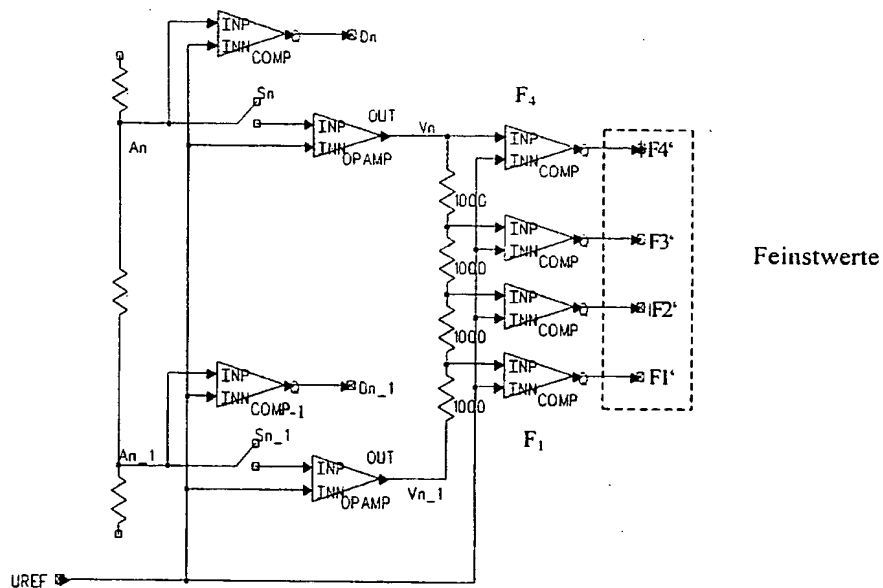 INP
INN
COMP
Q
Dn
Sn
An
INP
INN
OPAMP
OUT
Vn
F4
INP
INN
COMP
Q
F4'
1000
INP
INN
COMP
Q
F3'
1000
Feinstwerte
INP
INN
COMP
Q
F2'
1000
INP
INN
COMP
Q
F1'
1000
F1
INP
INN
COMP-1
Q
Dn_1
Sn_1
An_1
INP
INN
OPAMP
OUT
Vn_1
UREF